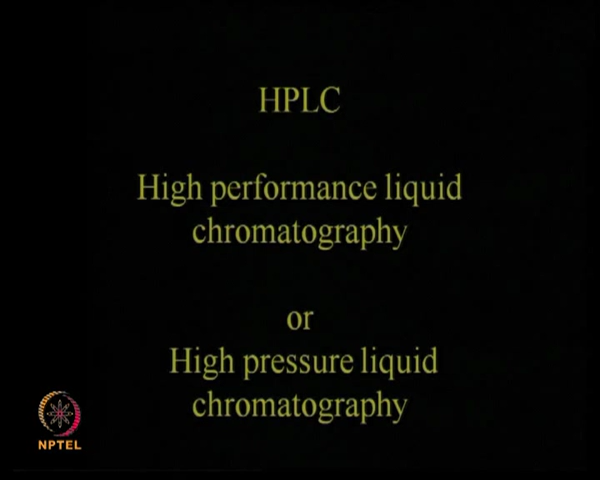 HPLC
High performance liquid
chromatography
or
High pressure liquid
chromatography
NPTEL